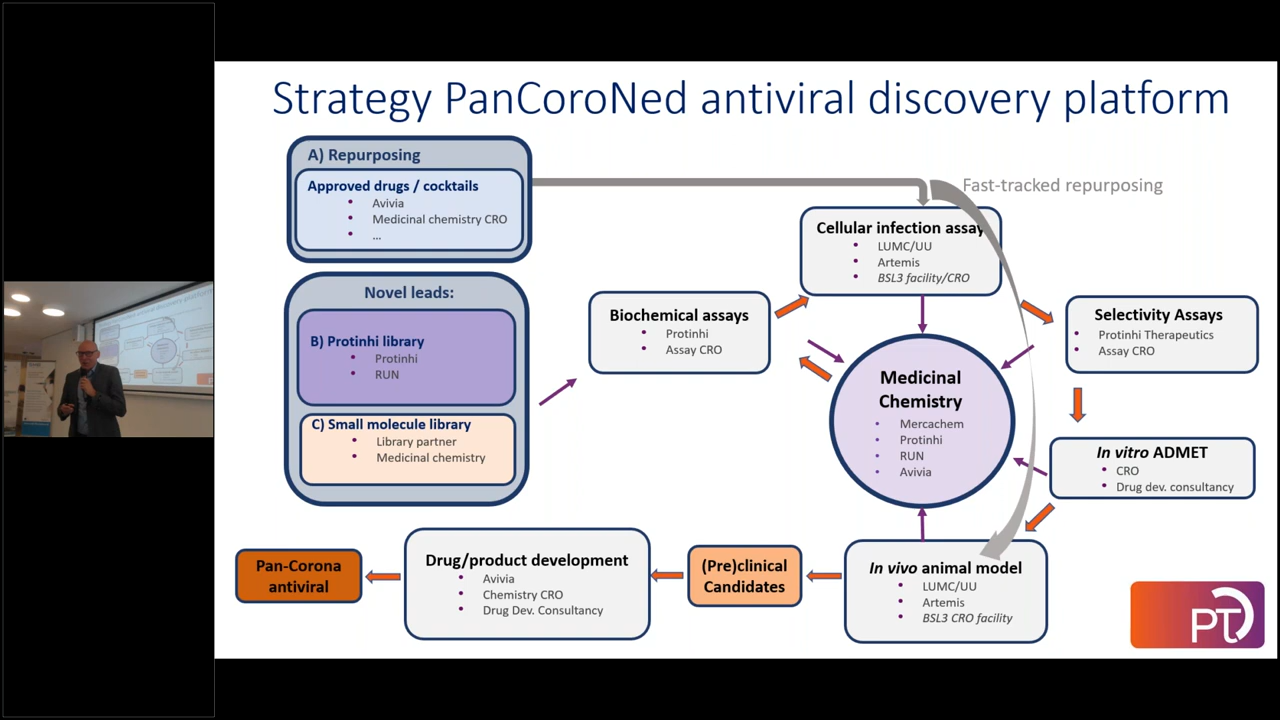 Strategy PanCoroNed antiviral discovery platform
A) Repurposing
Approved drugs / cocktails
• Avivia
• Medicinal chemistry CRO
• ...
Fast-tracked repurposing
Cellular infection assay
• LUMC/UU
• Artemis
• BSL3 facility/CRO
Novel leads:
B) Protinhi library
• Protinhi
• RUN
C) Small molecule library
• Library partner
• Medicinal chemistry
Biochemical assays
• Protinhi
• Assay CRO
Selectivity Assays
• Protinhi Therapeutics
• Assay CRO
Medicinal
Chemistry
• Mercachem
• Protinhi
• RUN
• Avivia
In vitro ADMET
• CRO
• Drug dev. consultancy
In vivo animal model
• LUMC/UU
• Artemis
• BSL3 CRO facility
(Pre)clinical
Candidates
Drug/product development
• Avivia
• Chemistry CRO
• Drug Dev. Consultancy
Pan-Corona
antiviral
PT